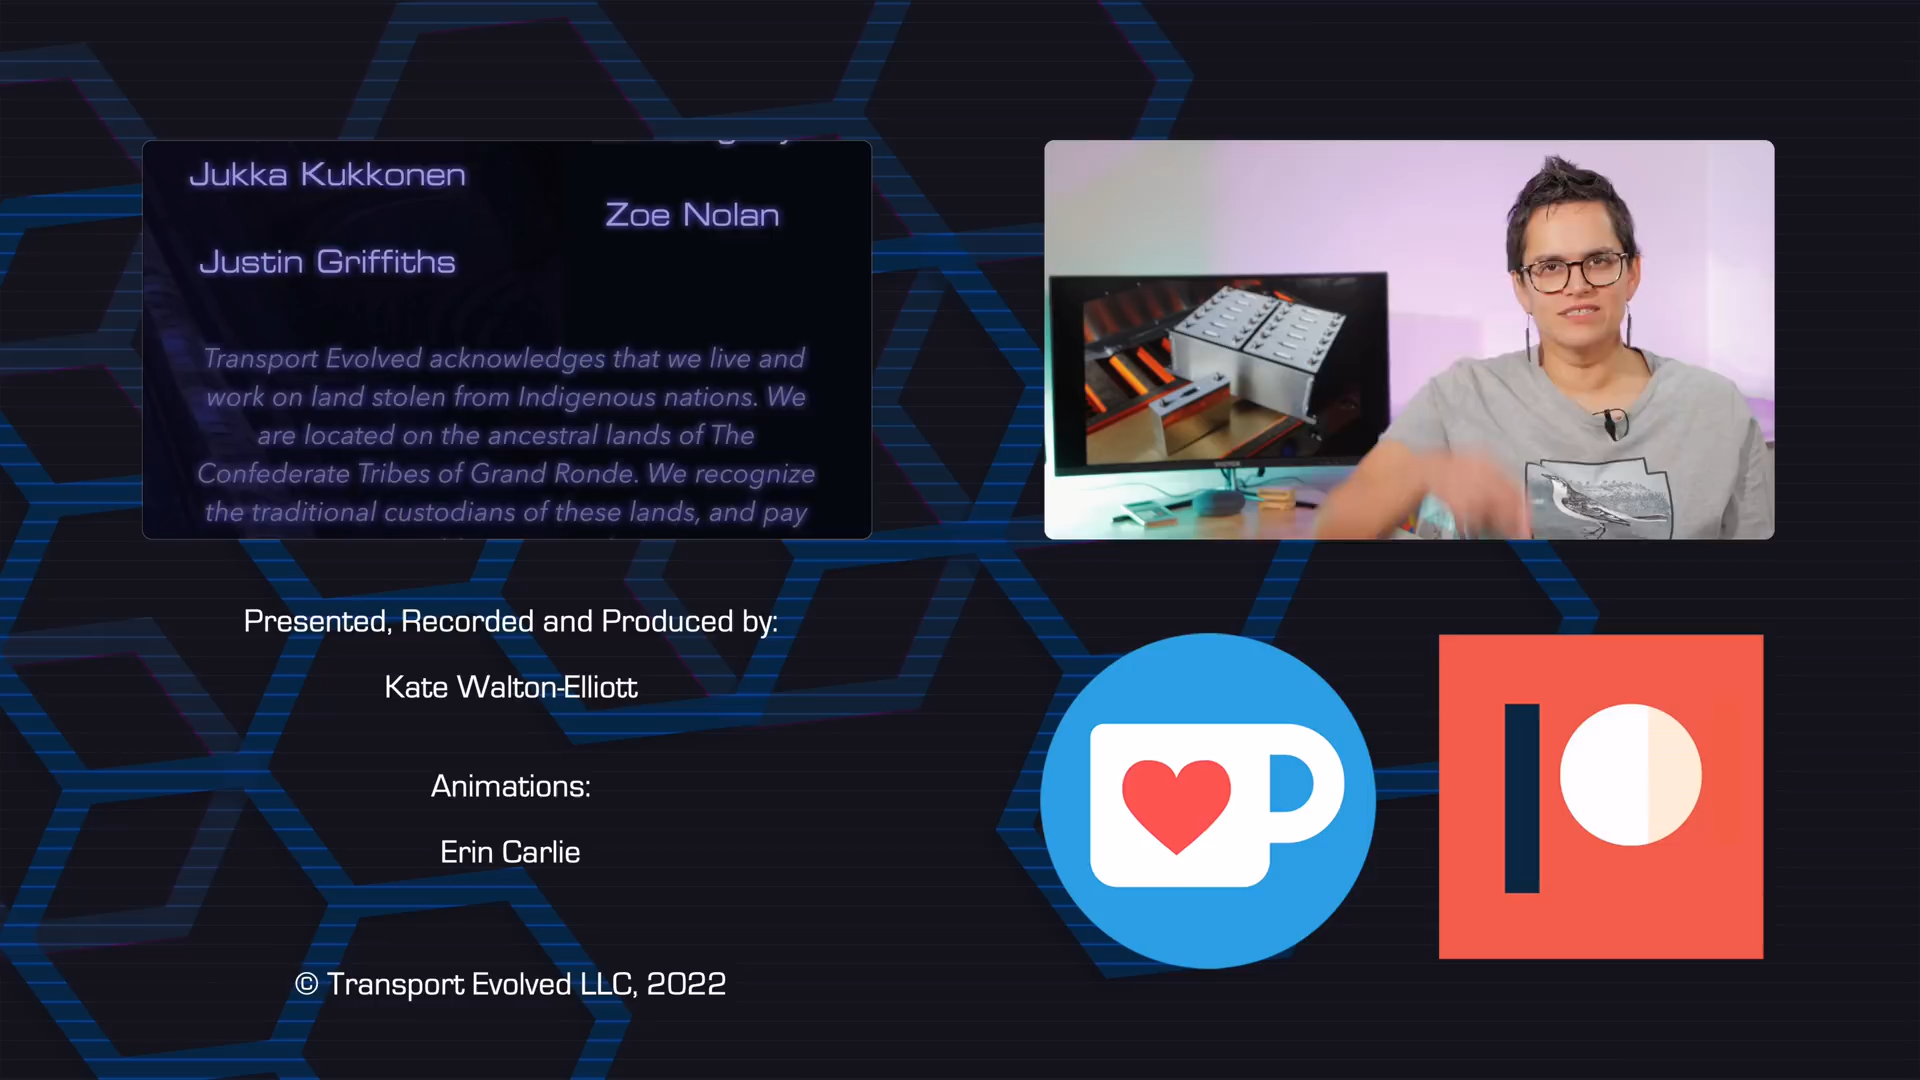 Jukka Kukkonen
Zoe Nolan
Justin Griffiths
Transport Evolved acknowledges that we live and
work on land stolen from Indigenous nations. We
are located on the ancestral lands of The
Confederate Tribes of Grand Ronde. We recognize
the traditional custodians of these lands, and pay
Presented, Recorded and Produced by:
Kate Walton-Elliott
Animations:
Erin Carlie
© Transport Evolved LLC, 2022